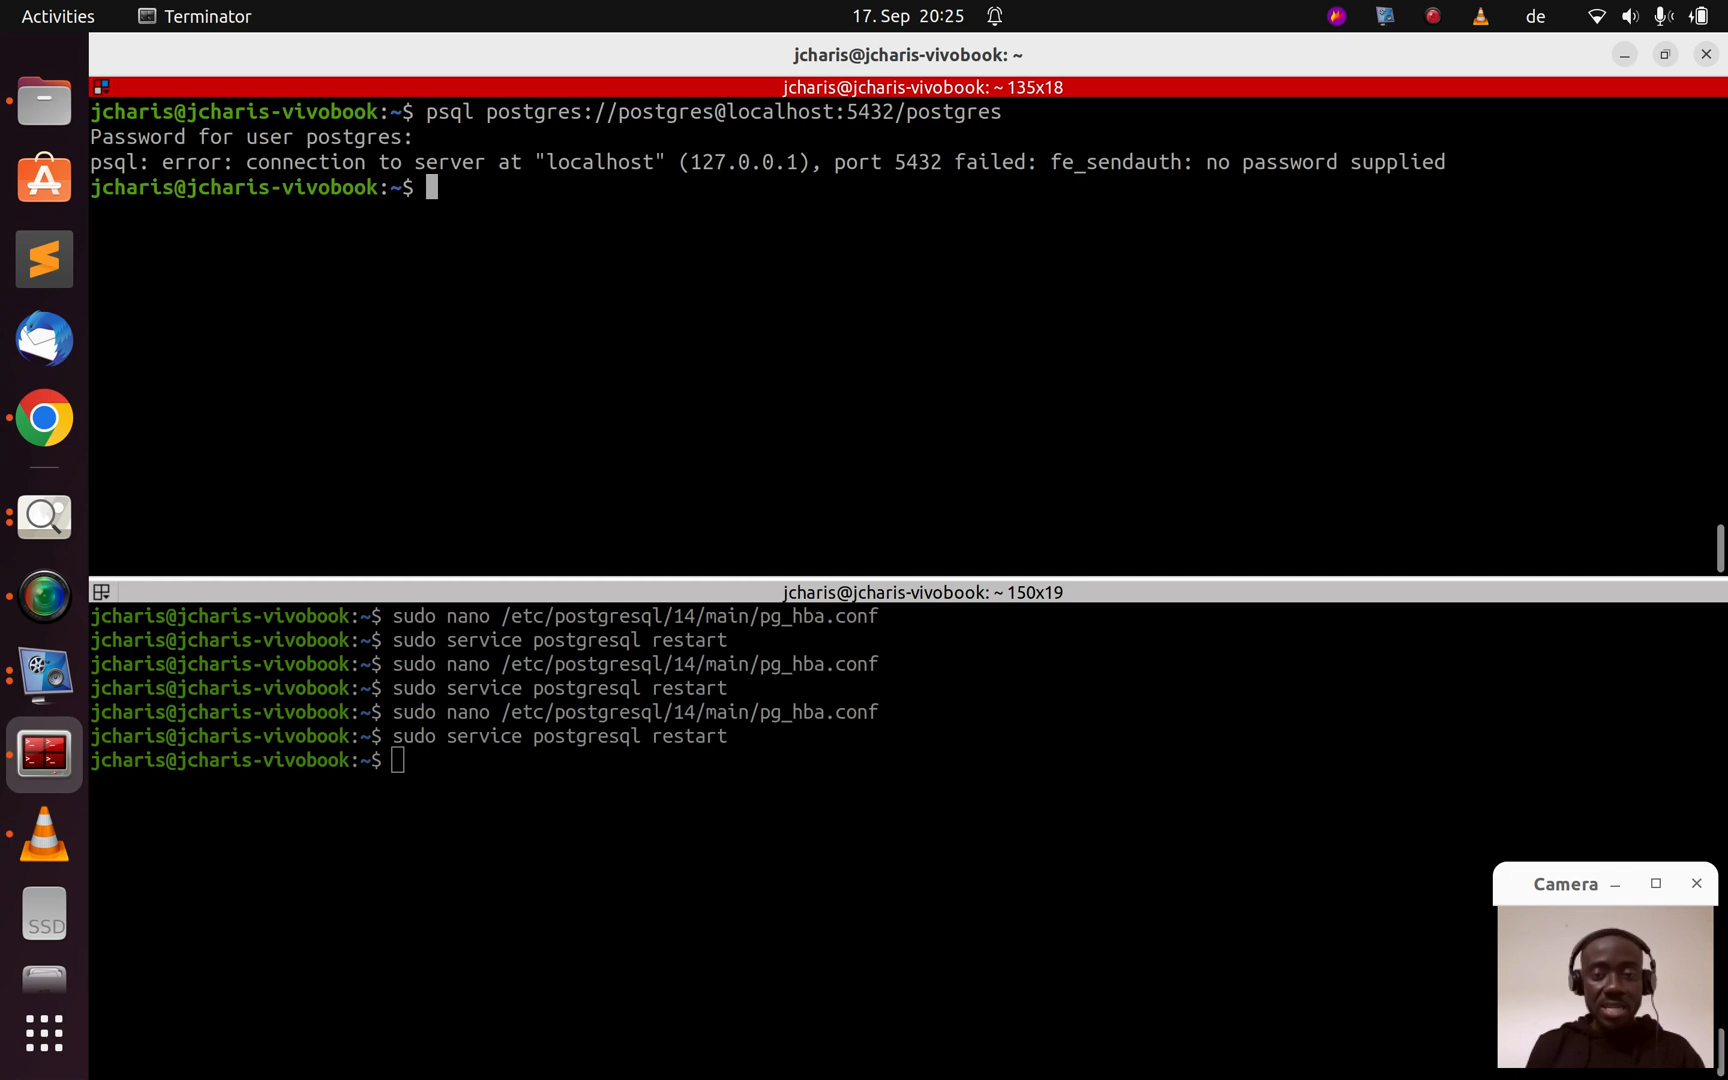 Activities
Terminator
17. Sep 20:25
de
jcharis@jcharis-vivobook: ~
jcharis@jcharis-vivobook: ~ 135x18
jcharis@jcharis-vivobook:~$ psql postgres://postgres@localhost:5432/postgres
Password for user postgres:
psql: error: connection to server at "localhost" (127.0.0.1), port 5432 failed: fe_sendauth: no password supplied
jcharis@jcharis-vivobook:~$
jcharis@jcharis-vivobook: ~ 150x19
jcharis@jcharis-vivobook:~$ sudo nano /etc/postgresql/14/main/pg_hba.conf
jcharis@jcharis-vivobook:~$ sudo service postgresql restart
jcharis@jcharis-vivobook:~$ sudo nano /etc/postgresql/14/main/pg_hba.conf
jcharis@jcharis-vivobook:~$ sudo service postgresql restart
jcharis@jcharis-vivobook:~$ sudo nano /etc/postgresql/14/main/pg_hba.conf
jcharis@jcharis-vivobook:~$ sudo service postgresql restart
jcharis@jcharis-vivobook:~$
Camera
SSD